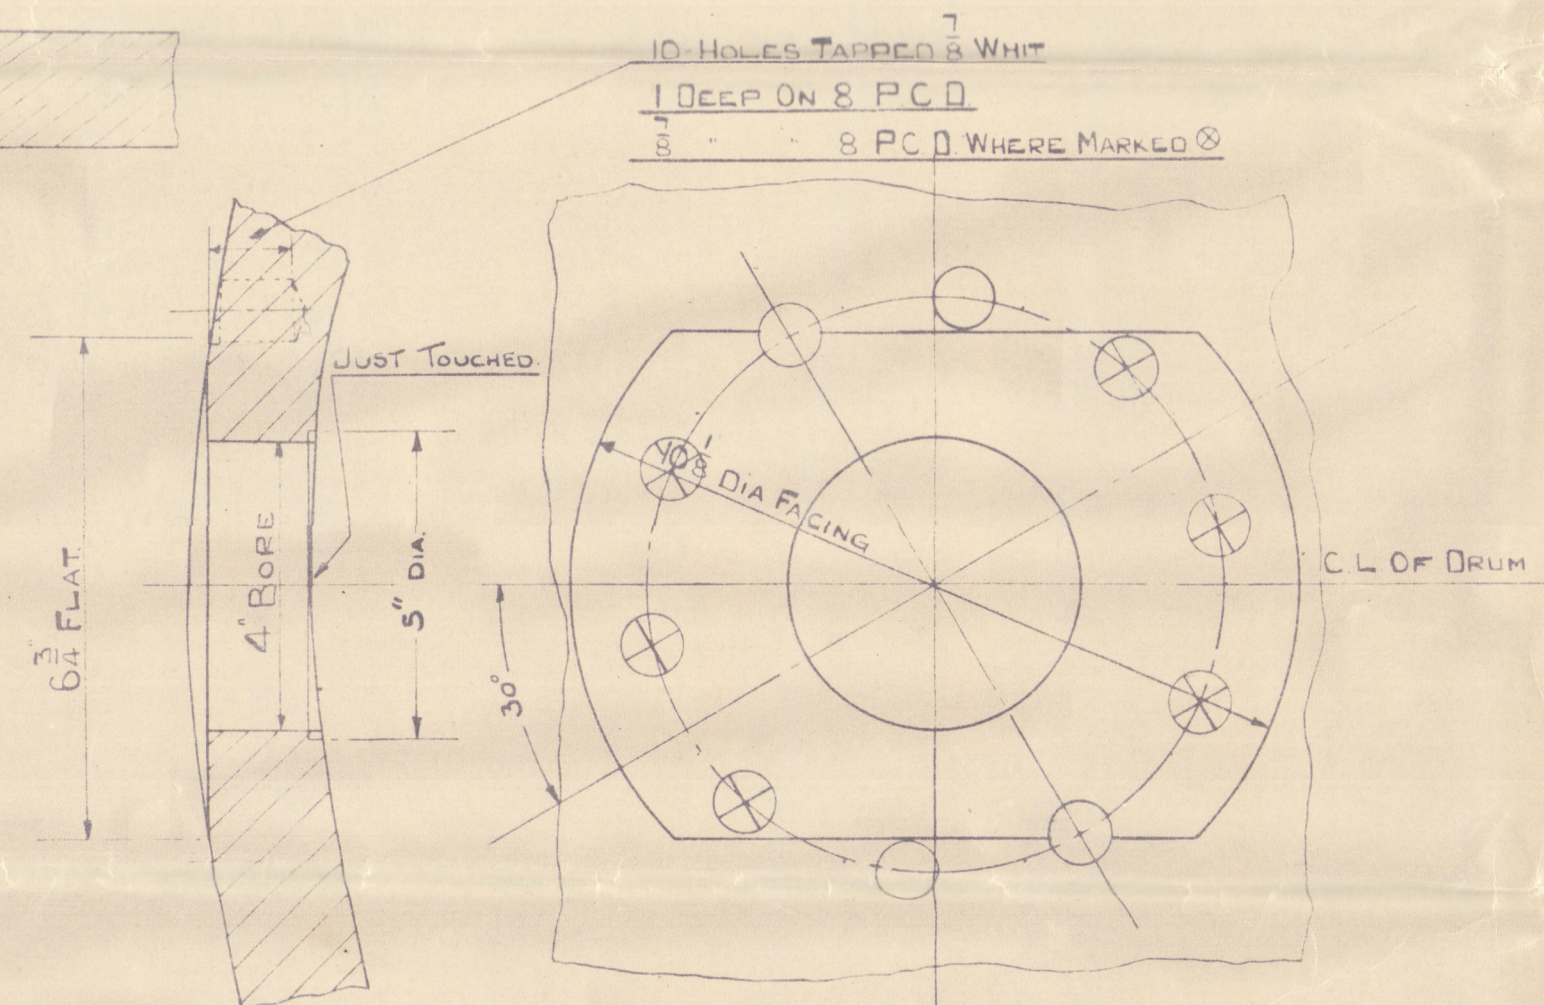 10-HOLES TAPPED 7/8 WHIT
1 DEEP ON 8 P C D.
7/8 " " 8 P C D. WHERE MARKED ⊗
JUST TOUCHED.
10 1/8 DIA FACING
C. L OF DRUM
6 3/64 FLAT.
4" BORE
5" DIA.
30°